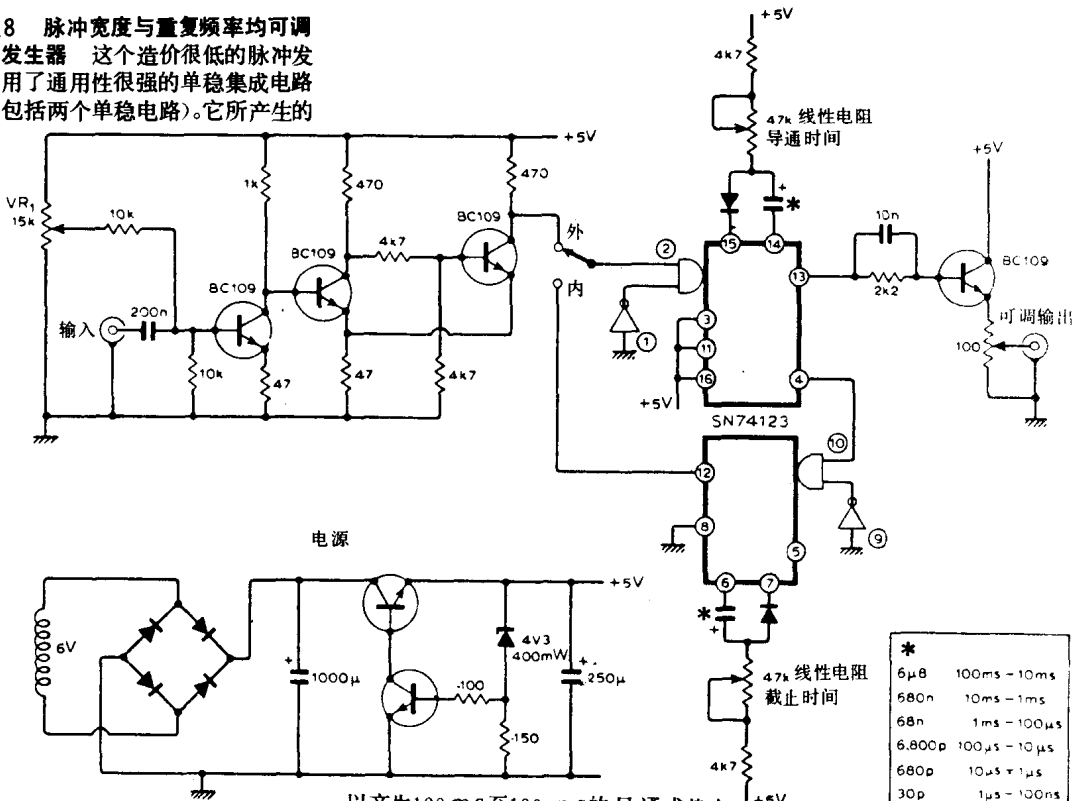 8 脉冲宽度与重复频率均可调
发生器 这个造价很低的脉冲发
用了通用性很强的单稳集成电路
包括两个单稳电路)。它所产生的
+5V
4k7
47k 线性电阻
导通时间
+
*
15
14
+5V
VR1
15k
10k
1k
470
470
BC109
4k7
BC109
BC109
200n
输入
10k
47
47
4k7
外
内
2
1
3
11
16
+5V
13
4
SN74123
10n
2k2
+5V
BC109
可调输出
100
12
8
10
9
5
6
7
*
+
47k 线性电阻
截止时间
4k7
+5V
电源
6V
+
1000μ
100
4V3
400mW
150
+
250μ
+5V
*
6μ8 100ms-10ms
680n 10ms-1ms
68n 1ms-100μs
6.800p 100μs-10μs
680p 10μs-1μs
30p 1μs-100ns